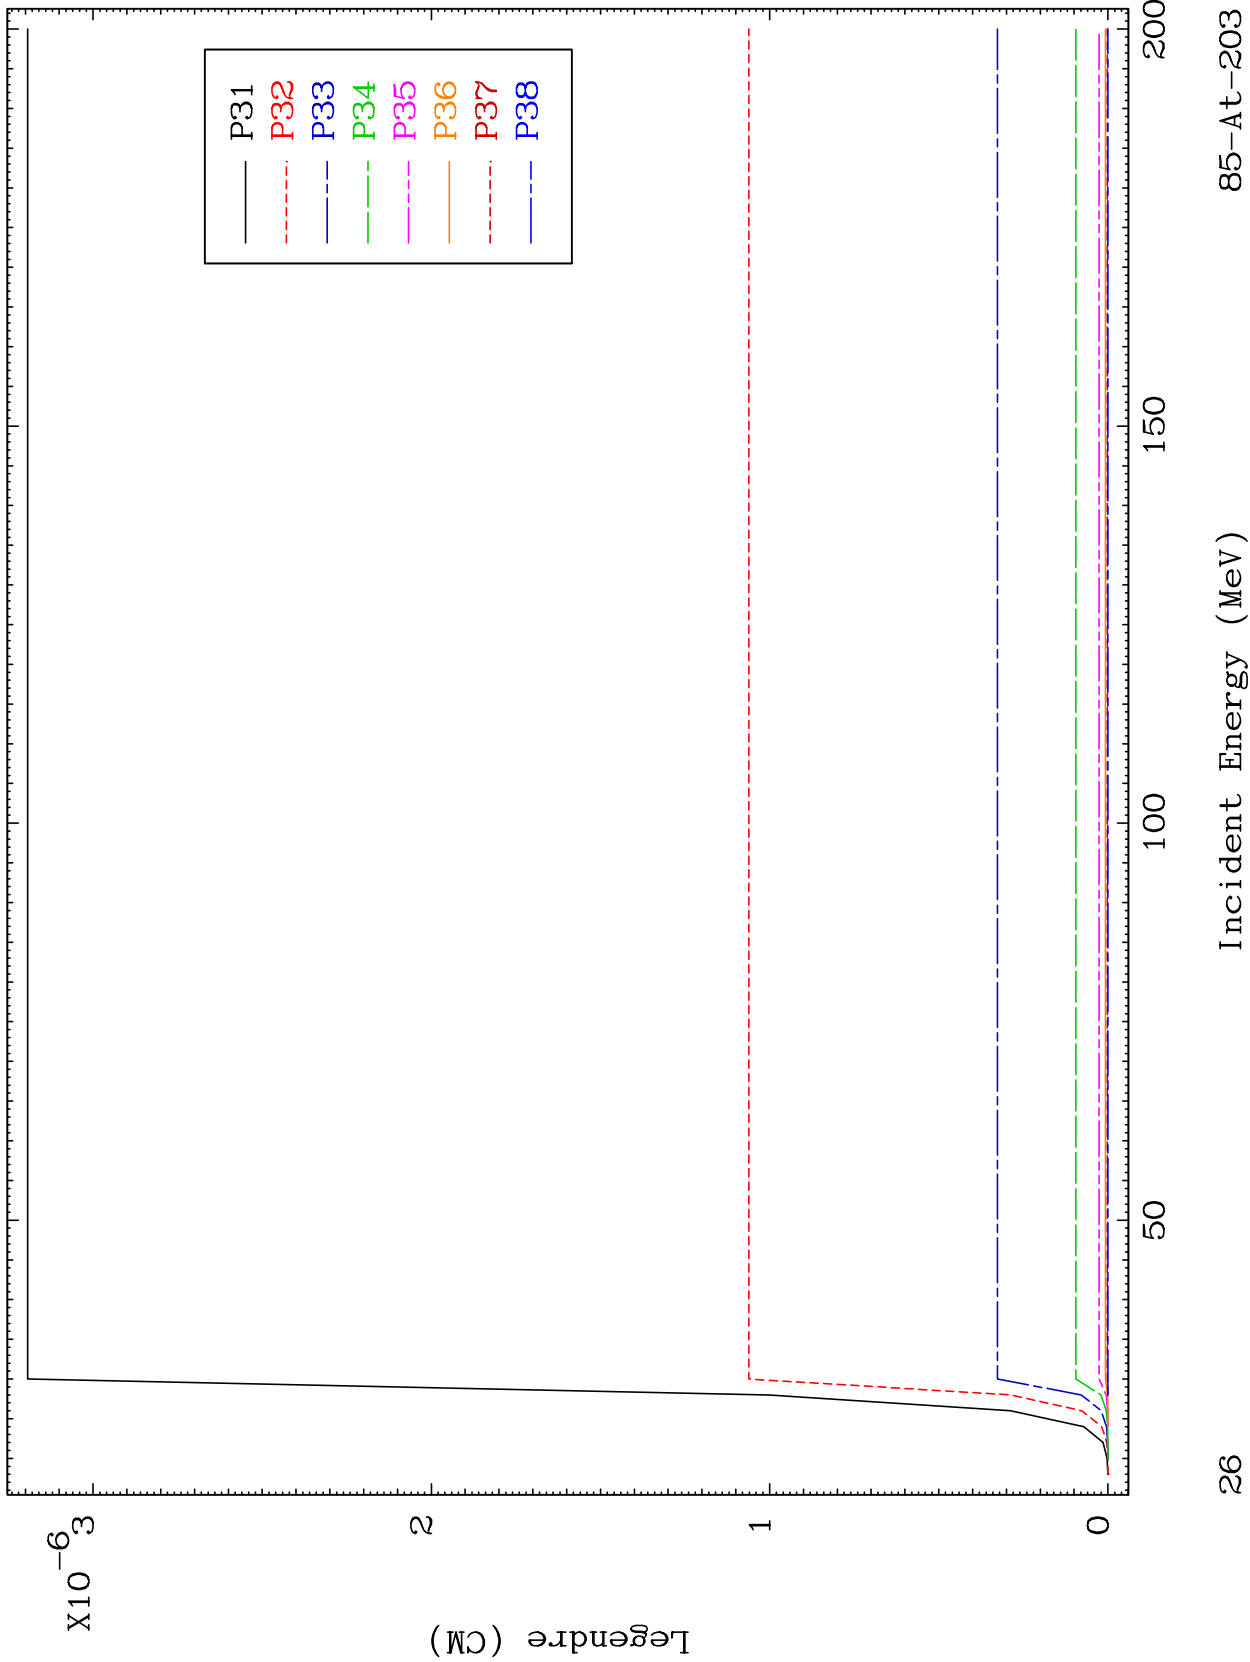 X10-6
3
2
1
0
Legendre (CM)
P31
P32
P33
P34
P35
P36
P37
P38
50
100
150
200
Incident Energy (MeV)
26
85-At-203